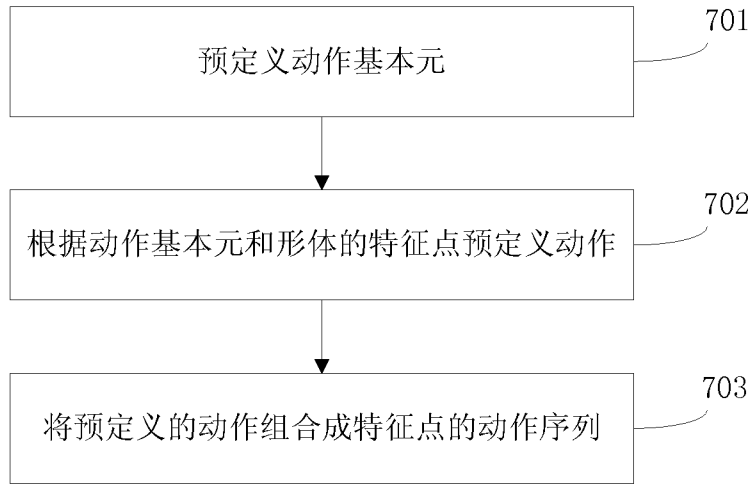 701
预定义动作基本元
702
根据动作基本元和形体的特征点预定义动作
703
将预定义的动作组合成特征点的动作序列